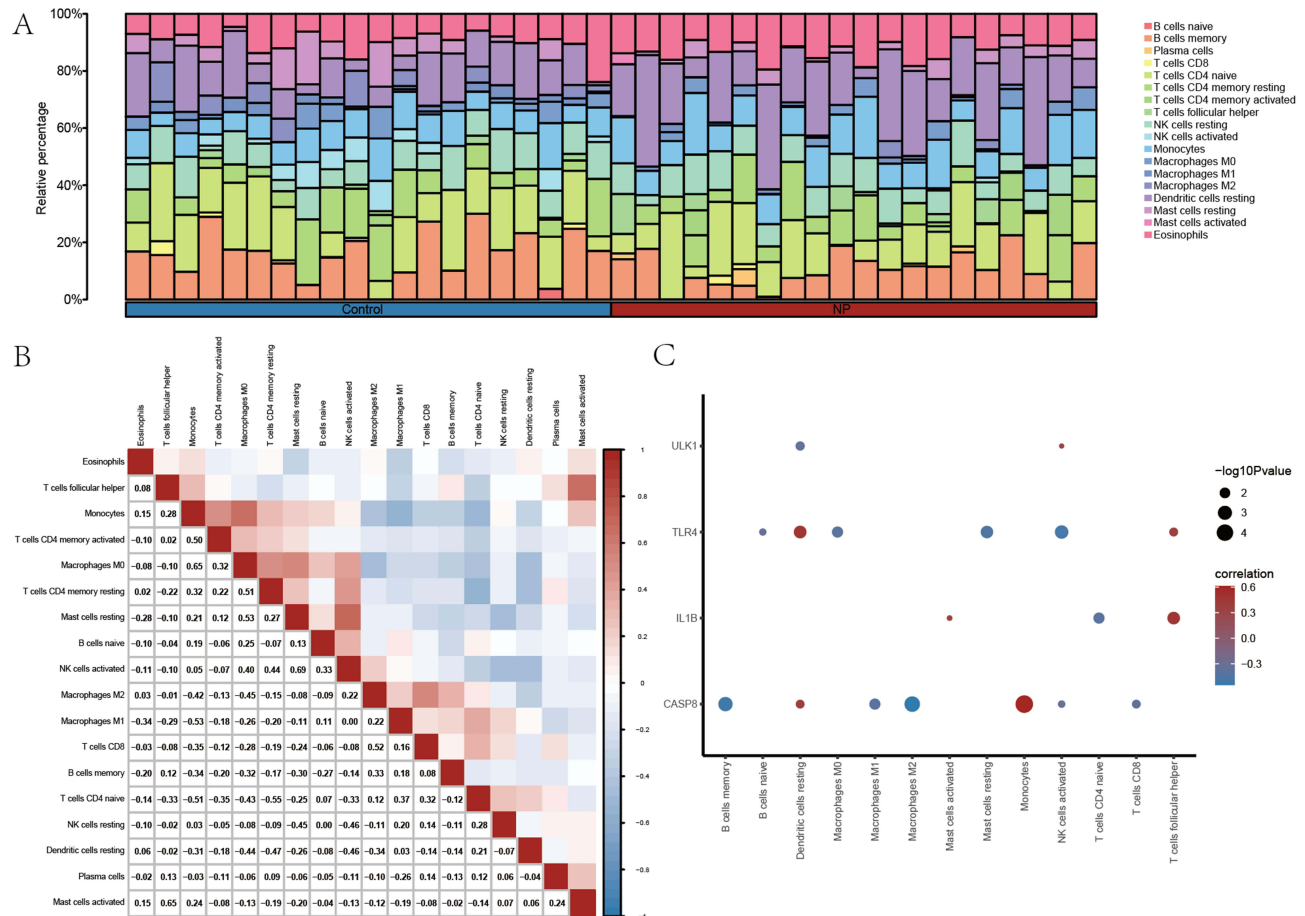 A
Relative percentage
100%
80%
60%
40%
20%
0%
Control
NP
B cells naive
B cells memory
Plasma cells
T cells CD8
T cells CD4 naive
T cells CD4 memory resting
T cells CD4 memory activated
T cells follicular helper
NK cells resting
NK cells activated
Monocytes
Macrophages M0
Macrophages M1
Macrophages M2
Dendritic cells resting
Mast cells resting
Mast cells activated
Eosinophils
B
Eosinophils
T cells follicular helper
Monocytes
T cells CD4 memory activated
Macrophages M0
T cells CD4 memory resting
Mast cells resting
B cells naive
NK cells activated
Macrophages M2
Macrophages M1
T cells CD8
B cells memory
T cells CD4 naive
NK cells resting
Dendritic cells resting
Plasma cells
Mast cells activated
Eosinophils
T cells follicular helper 0.08
Monocytes 0.15 0.28
T cells CD4 memory activated −0.10 0.02 0.50
Macrophages M0 −0.08 −0.10 0.65 0.32
T cells CD4 memory resting 0.02 −0.22 0.32 0.22 0.51
Mast cells resting −0.28 −0.10 0.21 0.12 0.53 0.27
B cells naive −0.10 −0.04 0.19 −0.06 0.25 −0.07 0.13
NK cells activated −0.11 −0.10 0.05 −0.07 0.40 0.44 0.69 0.33
Macrophages M2 0.03 −0.01 −0.42 −0.13 −0.45 −0.15 −0.08 −0.09 0.22
Macrophages M1 −0.34 −0.29 −0.53 −0.18 −0.26 −0.20 −0.11 0.11 0.00 0.22
T cells CD8 −0.03 −0.08 −0.35 −0.12 −0.28 −0.19 −0.24 −0.06 −0.08 0.52 0.16
B cells memory −0.20 0.12 −0.34 −0.20 −0.32 −0.17 −0.30 −0.27 −0.14 0.33 0.18 0.08
T cells CD4 naive −0.14 −0.33 −0.51 −0.35 −0.43 −0.55 −0.25 0.07 −0.33 0.12 0.37 0.32 −0.12
NK cells resting −0.10 −0.02 0.03 −0.05 −0.08 −0.09 −0.45 0.00 −0.46 −0.11 0.20 0.14 −0.11 0.28
Dendritic cells resting 0.06 −0.02 −0.31 −0.18 −0.44 −0.47 −0.26 −0.08 −0.46 −0.34 0.03 −0.14 −0.14 0.21 −0.07
Plasma cells −0.02 0.13 −0.03 −0.11 −0.06 0.09 −0.06 −0.05 −0.11 −0.10 −0.26 0.14 −0.13 0.12 0.06 −0.04
Mast cells activated 0.15 0.65 0.24 −0.08 −0.13 −0.19 −0.20 −0.04 −0.13 −0.12 −0.19 −0.08 −0.02 −0.14 0.07 0.06 0.24
1
0.8
0.6
0.4
0.2
0
−0.2
−0.4
−0.6
−0.8
−1
C
ULK1
TLR4
IL1B
CASP8
B cells memory
B cells naive
Dendritic cells resting
Macrophages M0
Macrophages M1
Macrophages M2
Mast cells activated
Mast cells resting
Monocytes
NK cells activated
T cells CD4 naive
T cells CD8
T cells follicular helper
−log10Pvalue
2
3
4
correlation
0.6
0.3
0.0
−0.3